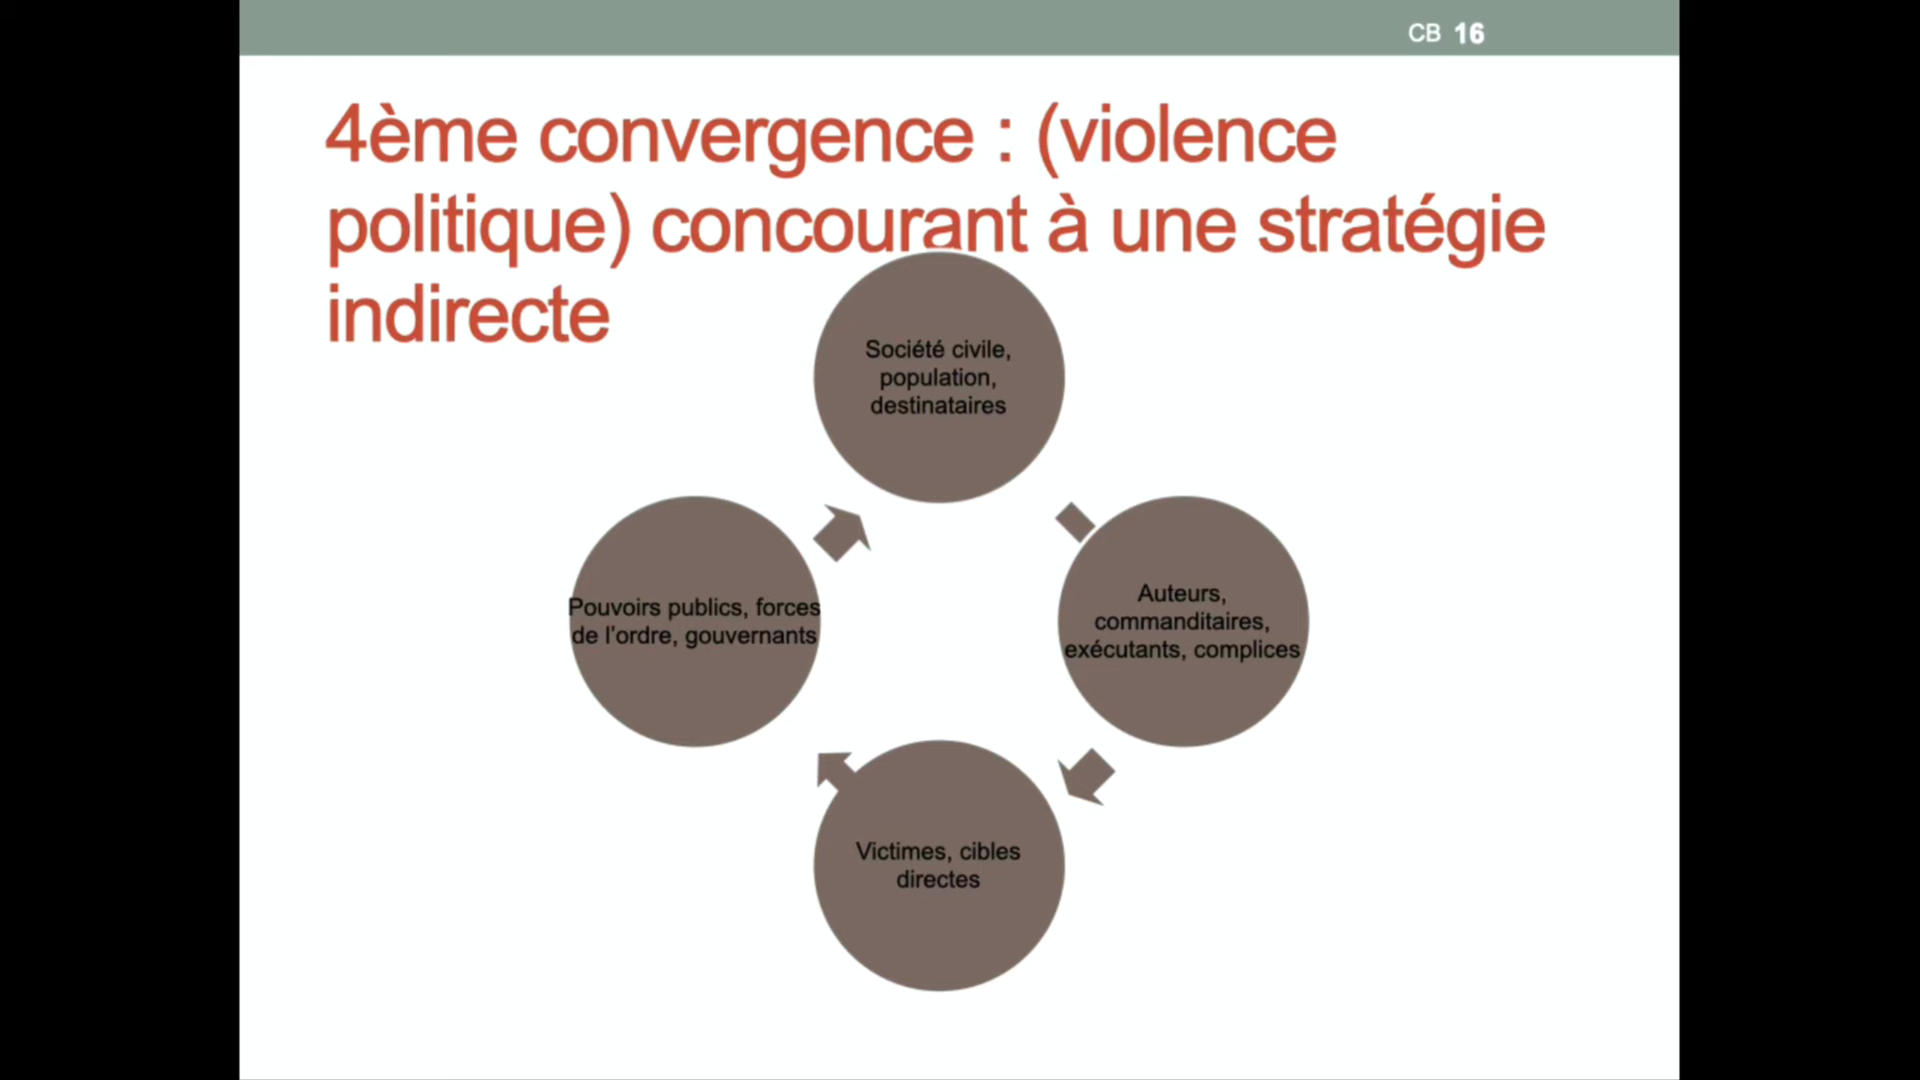 CB 16
4ème convergence : (violence
politique) concourant à une stratégie
indirecte
Société civile,
population,
destinataires
Pouvoirs publics, forces
de l'ordre, gouvernants
Auteurs,
commanditaires,
exécutants, complices
Victimes, cibles
directes